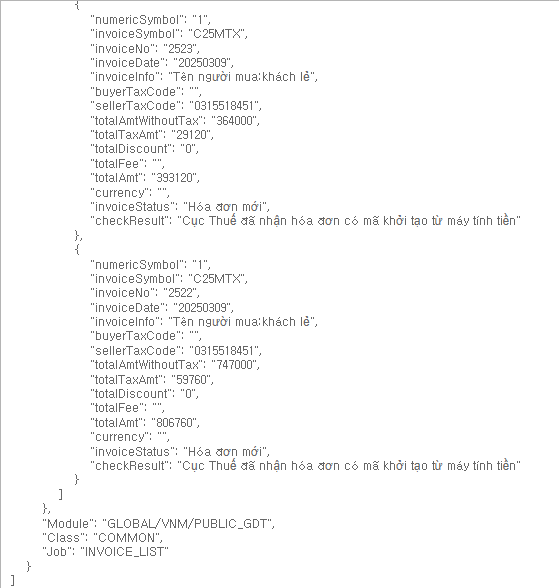 {
"numericSymbol": "1",
"invoiceSymbol": "C25MTX",
"invoiceNo": "2523",
"invoiceDate": "20250309",
"invoiceInfo": "Tên người mua:khách lẻ",
"buyerTaxCode": "",
"sellerTaxCode": "0315518451",
"totalAmtWithoutTax": "364000",
"totalTaxAmt": "29120",
"totalDiscount": "0",
"totalFee": "",
"totalAmt": "393120",
"currency": "",
"invoiceStatus": "Hóa đơn mới",
"checkResult": "Cục Thuế đã nhận hóa đơn có mã khởi tạo từ máy tính tiền"
},
{
"numericSymbol": "1",
"invoiceSymbol": "C25MTX",
"invoiceNo": "2522",
"invoiceDate": "20250309",
"invoiceInfo": "Tên người mua:khách lẻ",
"buyerTaxCode": "",
"sellerTaxCode": "0315518451",
"totalAmtWithoutTax": "747000",
"totalTaxAmt": "59760",
"totalDiscount": "0",
"totalFee": "",
"totalAmt": "806760",
"currency": "",
"invoiceStatus": "Hóa đơn mới",
"checkResult": "Cục Thuế đã nhận hóa đơn có mã khởi tạo từ máy tính tiền"
}
]
},
"Module": "GLOBAL/VNM/PUBLIC_GDT",
"Class": "COMMON",
"Job": "INVOICE_LIST"
}
]